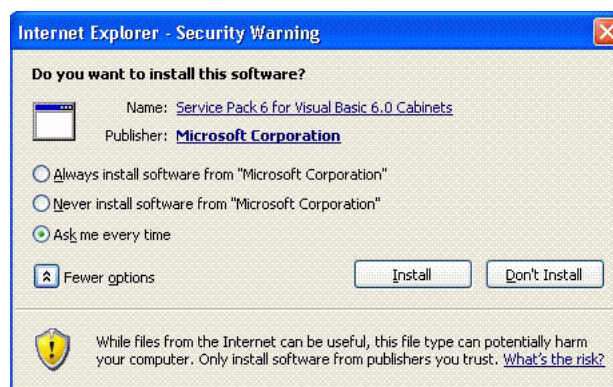 Internet Explorer - Security Warning
Do you want to install this software?
Name: Service Pack 6 for Visual Basic 6.0 Cabinets
Publisher: Microsoft Corporation
Always install software from "Microsoft Corporation"
Never install software from "Microsoft Corporation"
Ask me every time
Fewer options
Install
Don't Install
While files from the Internet can be useful, this file type can potentially harm
your computer. Only install software from publishers you trust. What's the risk?